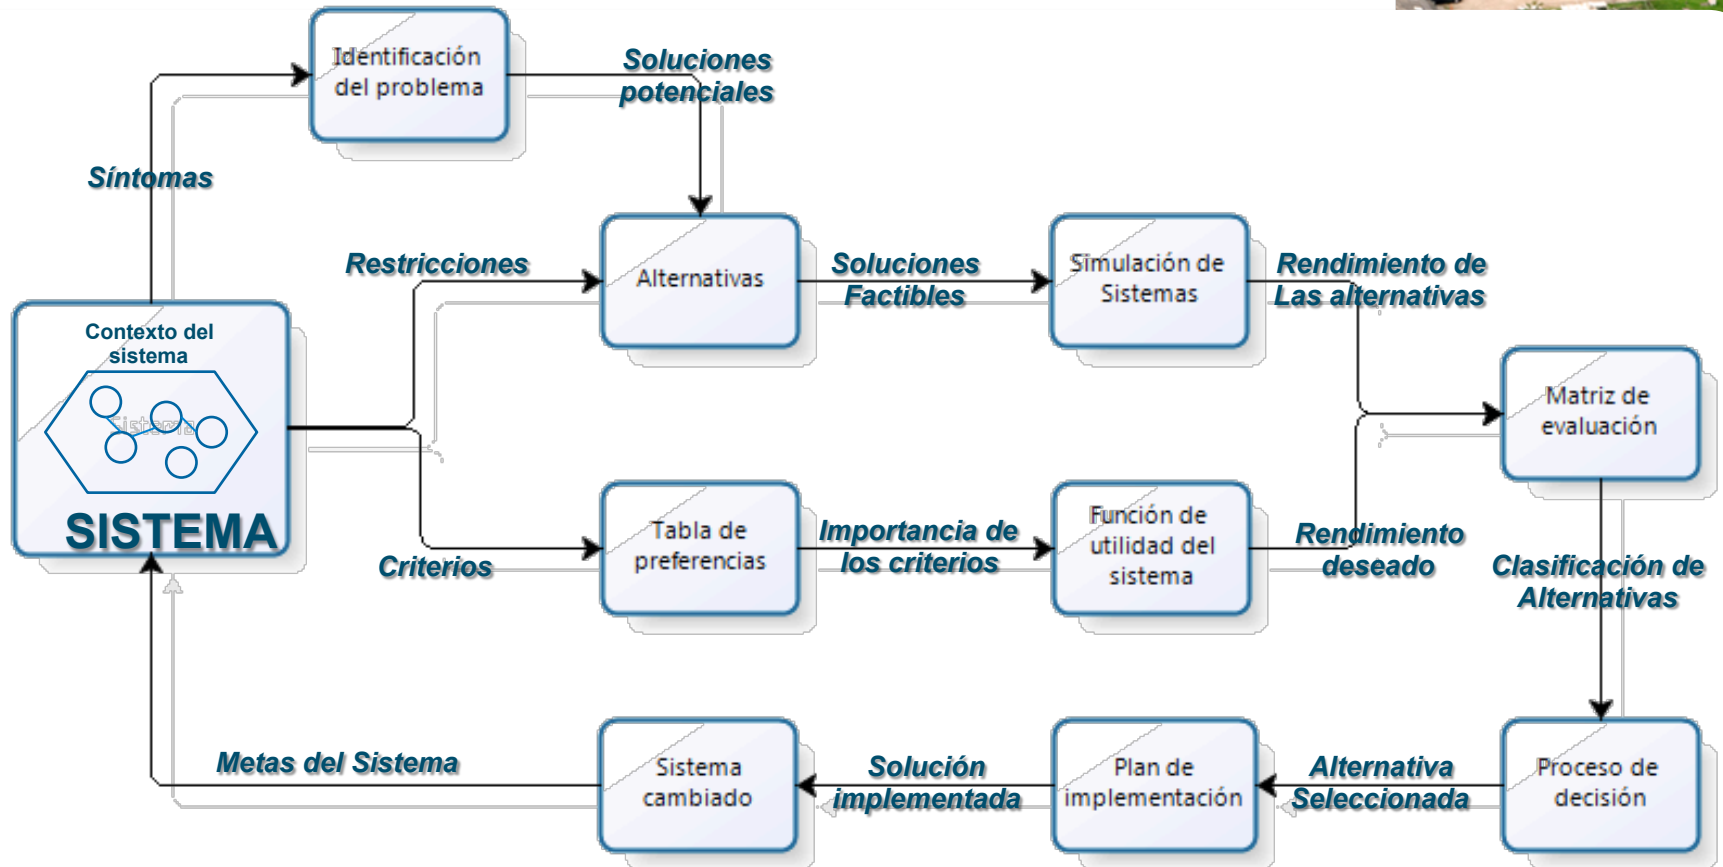 Identificación
del problema
Soluciones
potenciales
Síntomas
Restricciones
Alternativas
Soluciones
Factibles
Simulación de
Sistemas
Rendimiento de
Las alternativas
Contexto del
sistema
Sistema
SISTEMA
Matriz de
evaluación
Criterios
Tabla de
preferencias
Importancia de
los criterios
Función de
utilidad del
sistema
Rendimiento
deseado
Clasificación de
Alternativas
Metas del Sistema
Sistema
cambiado
Solución
implementada
Plan de
implementación
Alternativa
Seleccionada
Proceso de
decisión